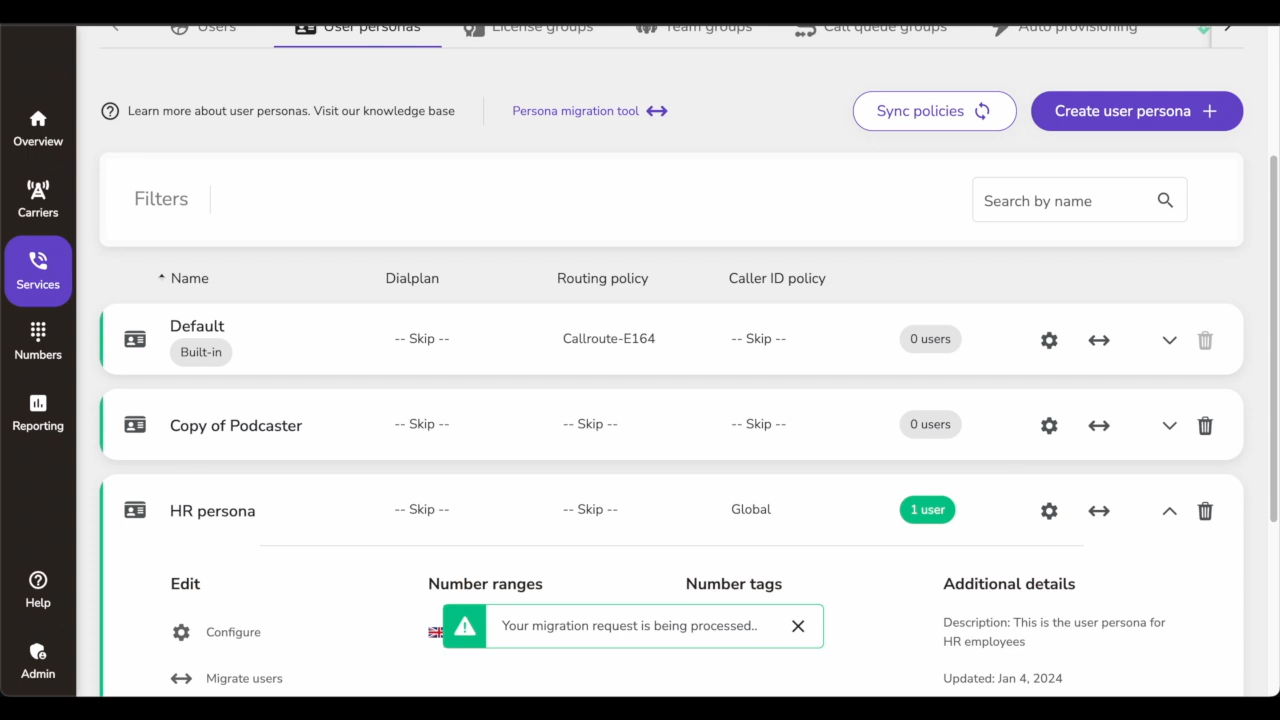 Users
User personas
License groups
Team groups
Call queue groups
Auto provisioning
Learn more about user personas. Visit our knowledge base
Persona migration tool
Sync policies
Create user persona
Overview
Carriers
Services
Numbers
Reporting
Help
Admin
Filters
Search by name
Name
Dialplan
Routing policy
Caller ID policy
Default
Built-in
-- Skip --
Callroute-E164
-- Skip --
0 users
Copy of Podcaster
-- Skip --
-- Skip --
-- Skip --
0 users
HR persona
-- Skip --
-- Skip --
Global
1 user
Edit
Number ranges
Number tags
Additional details
Configure
Your migration request is being processed..
Description: This is the user persona for
HR employees
Migrate users
Updated: Jan 4, 2024